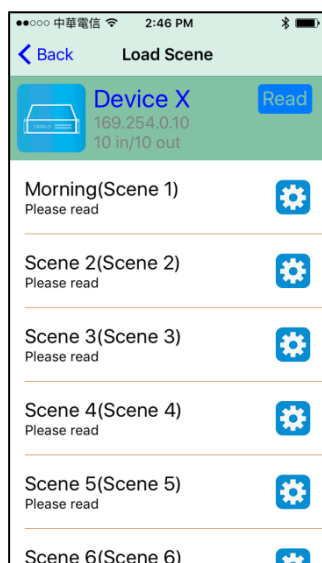 中華電信 2:46 PM
Back Load Scene
Device X Read
169.254.0.10
10 in/10 out
Morning(Scene 1)
Please read
Scene 2(Scene 2)
Please read
Scene 3(Scene 3)
Please read
Scene 4(Scene 4)
Please read
Scene 5(Scene 5)
Please read
Scene 6(Scene 6)